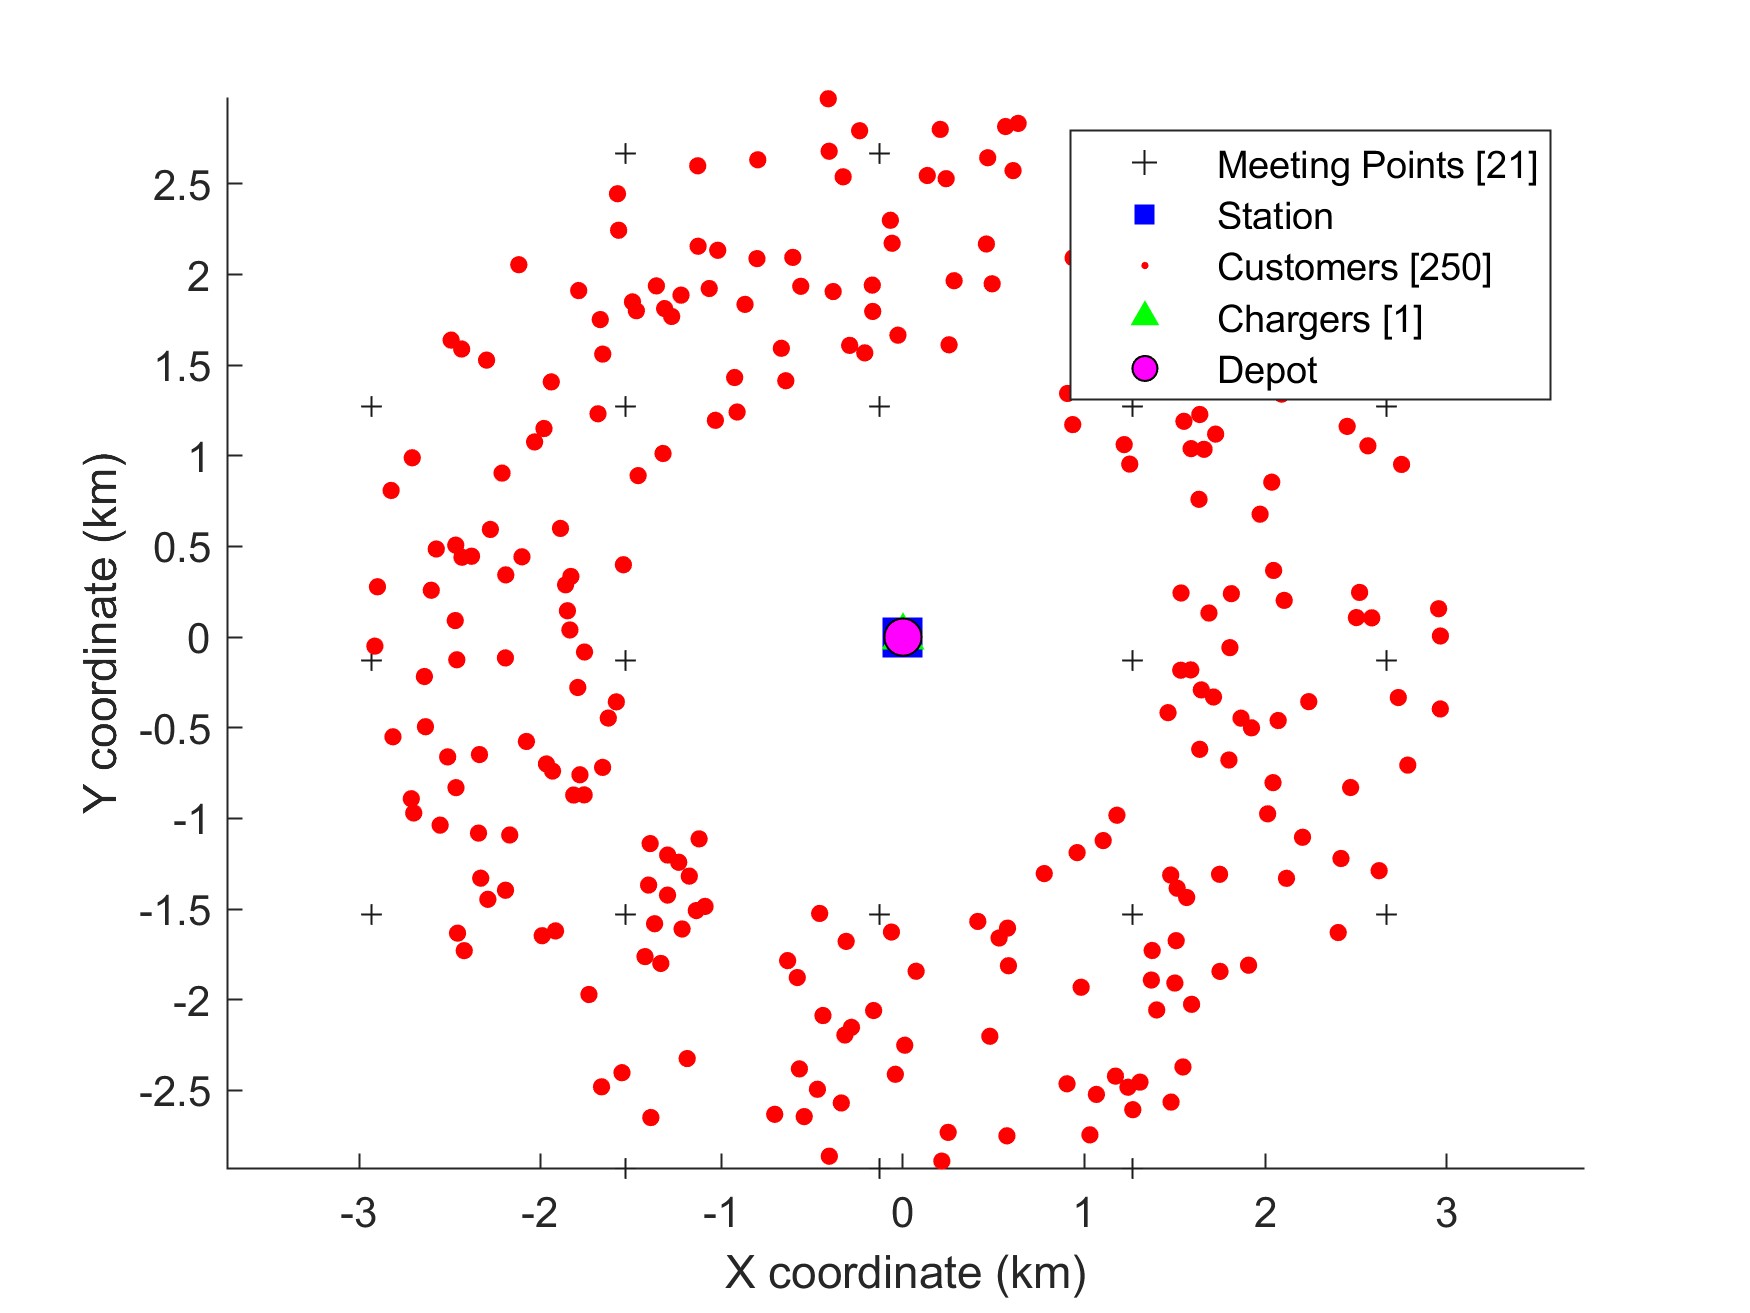 Meeting Points [21]
Station
Customers [250]
Chargers [1]
Depot
2.5
2
1.5
1
0.5
0
-0.5
-1
-1.5
-2
-2.5
Y coordinate (km)
-3 -2 -1 0 1 2 3
X coordinate (km)